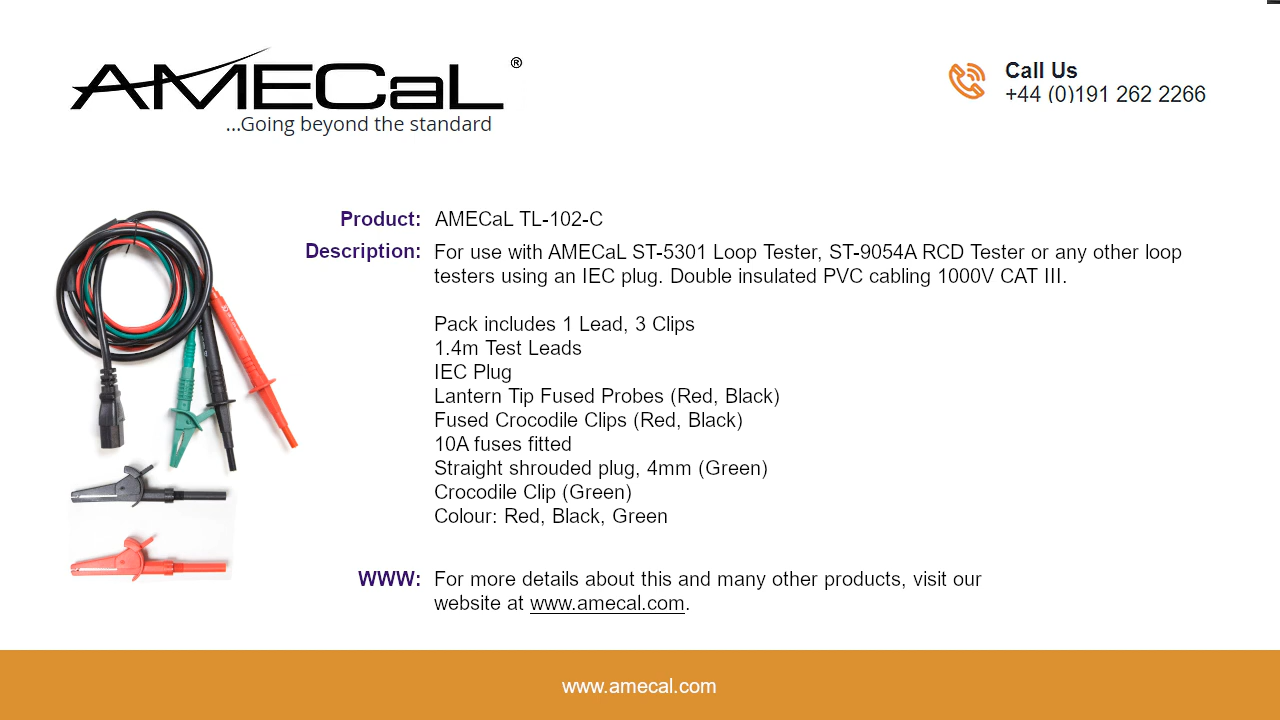 AMECaL ®
...Going beyond the standard
Call Us
+44 (0)191 262 2266
Product: AMECaL TL-102-C
Description: For use with AMECaL ST-5301 Loop Tester, ST-9054A RCD Tester or any other loop
testers using an IEC plug. Double insulated PVC cabling 1000V CAT III.
Pack includes 1 Lead, 3 Clips
1.4m Test Leads
IEC Plug
Lantern Tip Fused Probes (Red, Black)
Fused Crocodile Clips (Red, Black)
10A fuses fitted
Straight shrouded plug, 4mm (Green)
Crocodile Clip (Green)
Colour: Red, Black, Green
WWW: For more details about this and many other products, visit our
website at www.amecal.com.
www.amecal.com